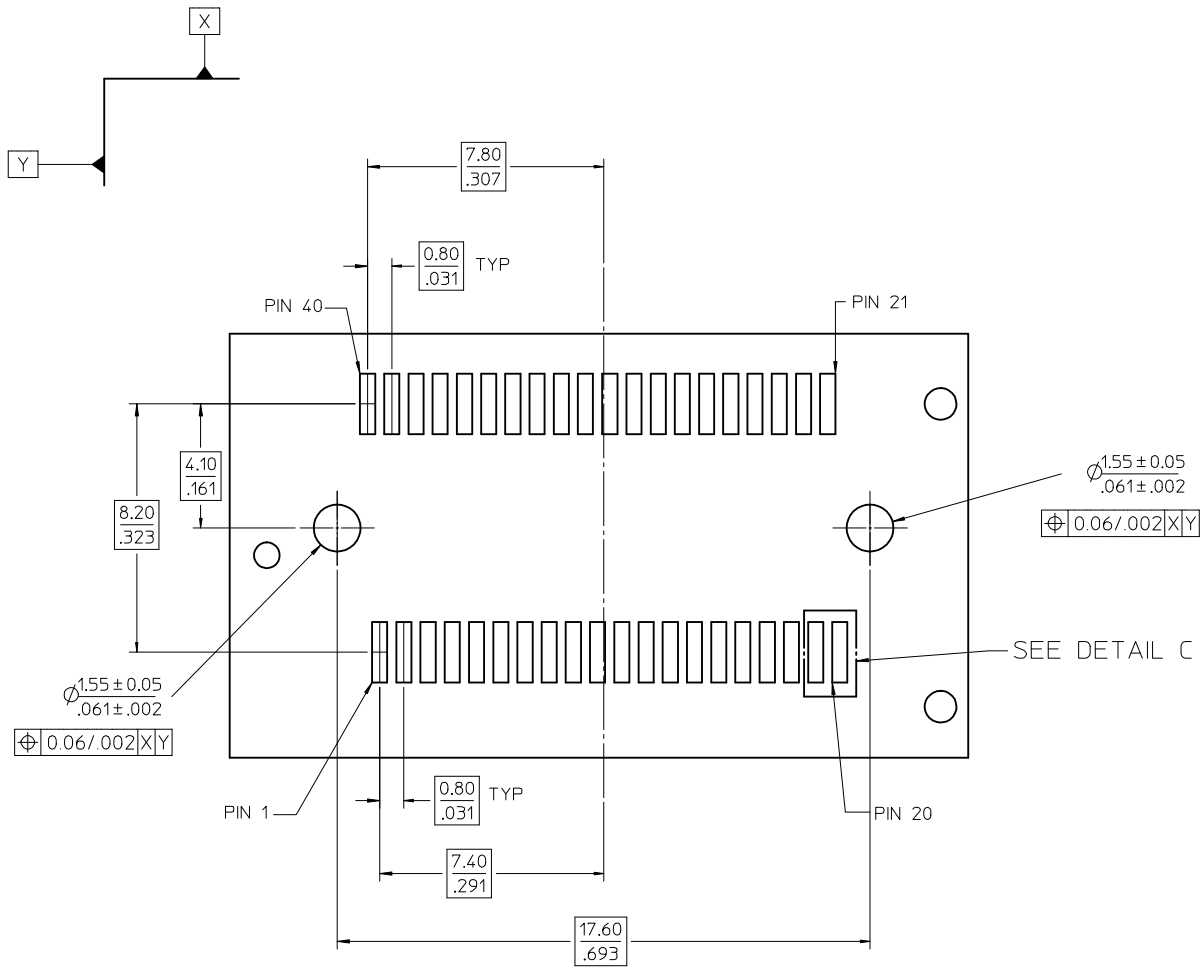 X
Y
7.80
.307
0.80
.031
TYP
PIN 40
PIN 21
4.10
.161
8.20
.323
⌀1.55±0.05
.061±.002
⌖ 0.06/.002 X Y
SEE DETAIL C
⌀1.55±0.05
.061±.002
⌖ 0.06/.002 X Y
PIN 1
0.80
.031
TYP
PIN 20
7.40
.291
17.60
.693